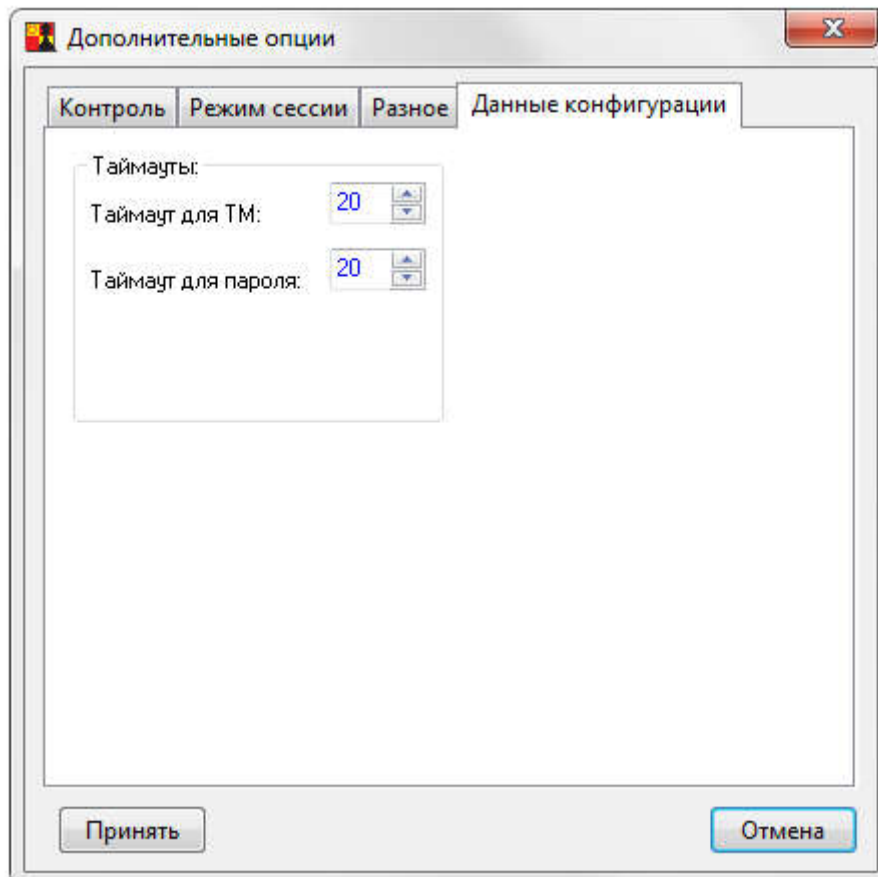 Дополнительные опции
Контроль Режим сессии Разное Данные конфигурации
Таймауты:
Таймаут для ТМ: 20
Таймаут для пароля: 20
Принять Отмена